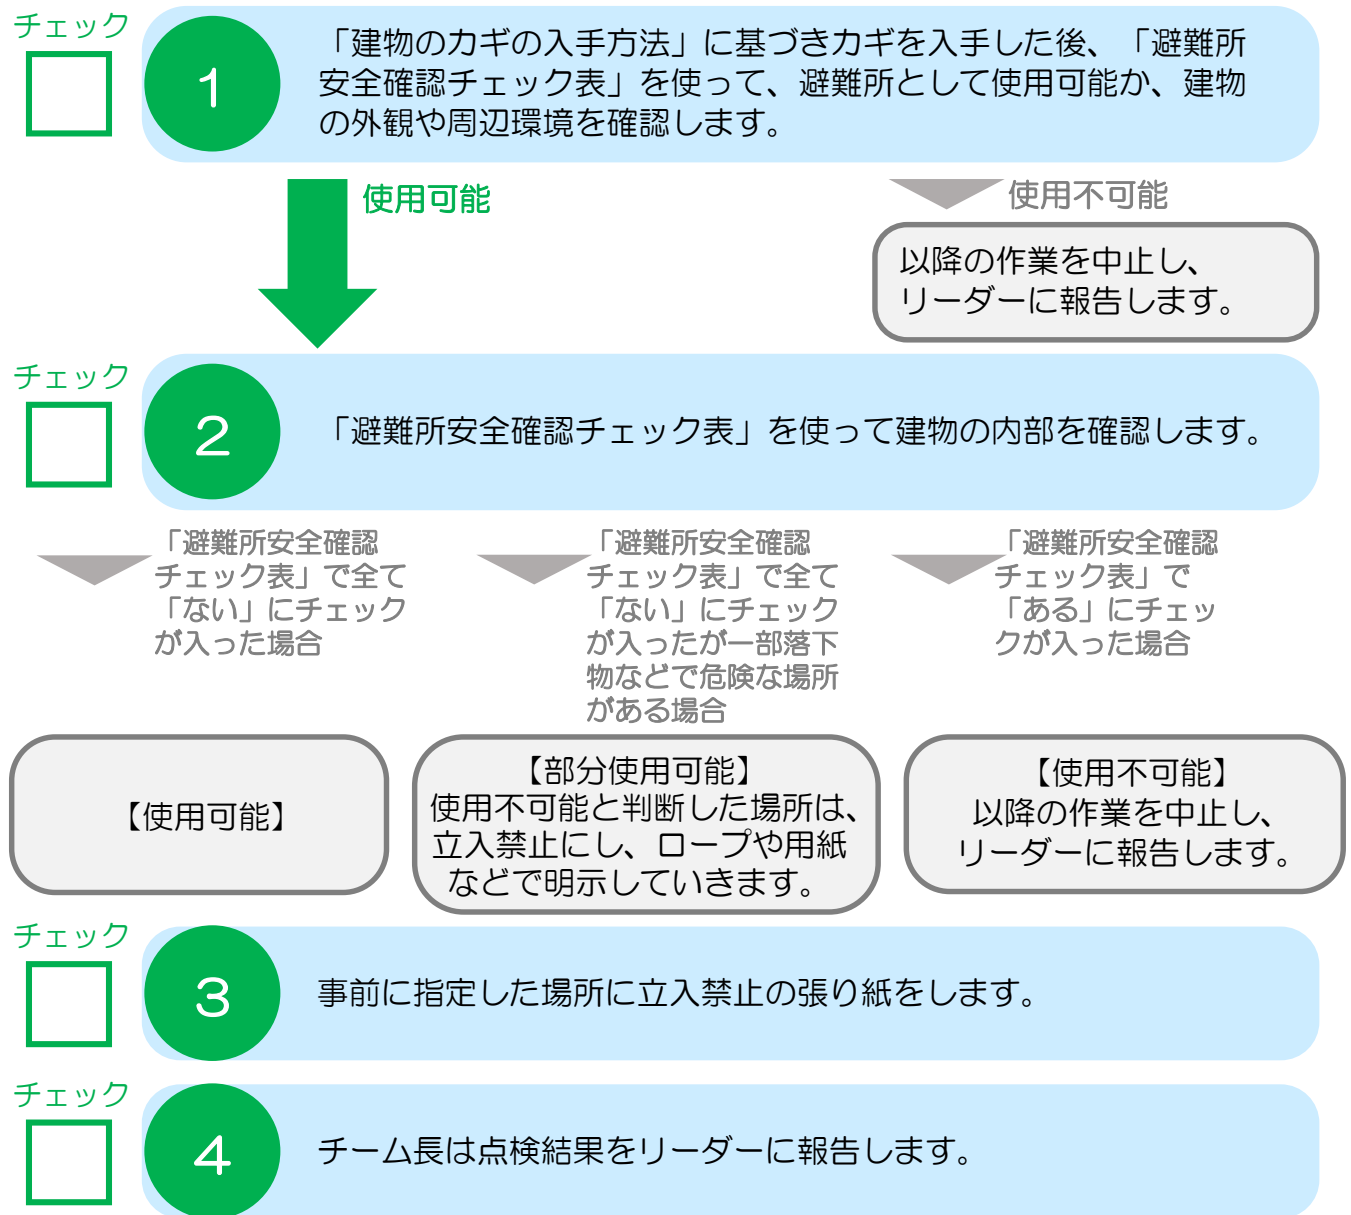 チェック
1
「建物のカギの入手方法」に基づきカギを入手した後、「避難所
安全確認チェック表」を使って、避難所として使用可能か、建物
の外観や周辺環境を確認します。
使用可能
使用不可能
以降の作業を中止し、
リーダーに報告します。
チェック
2
「避難所安全確認チェック表」を使って建物の内部を確認します。
「避難所安全確認
チェック表」で全て
「ない」にチェック
が入った場合
「避難所安全確認
チェック表」で全て
「ない」にチェック
が入ったが一部落下
物などで危険な場所
がある場合
「避難所安全確認
チェック表」で
「ある」にチェッ
クが入った場合
【使用可能】
【部分使用可能】
使用不可能と判断した場所は、
立入禁止にし、ロープや用紙
などで明示していきます。
【使用不可能】
以降の作業を中止し、
リーダーに報告します。
チェック
3
事前に指定した場所に立入禁止の張り紙をします。
チェック
4
チーム長は点検結果をリーダーに報告します。